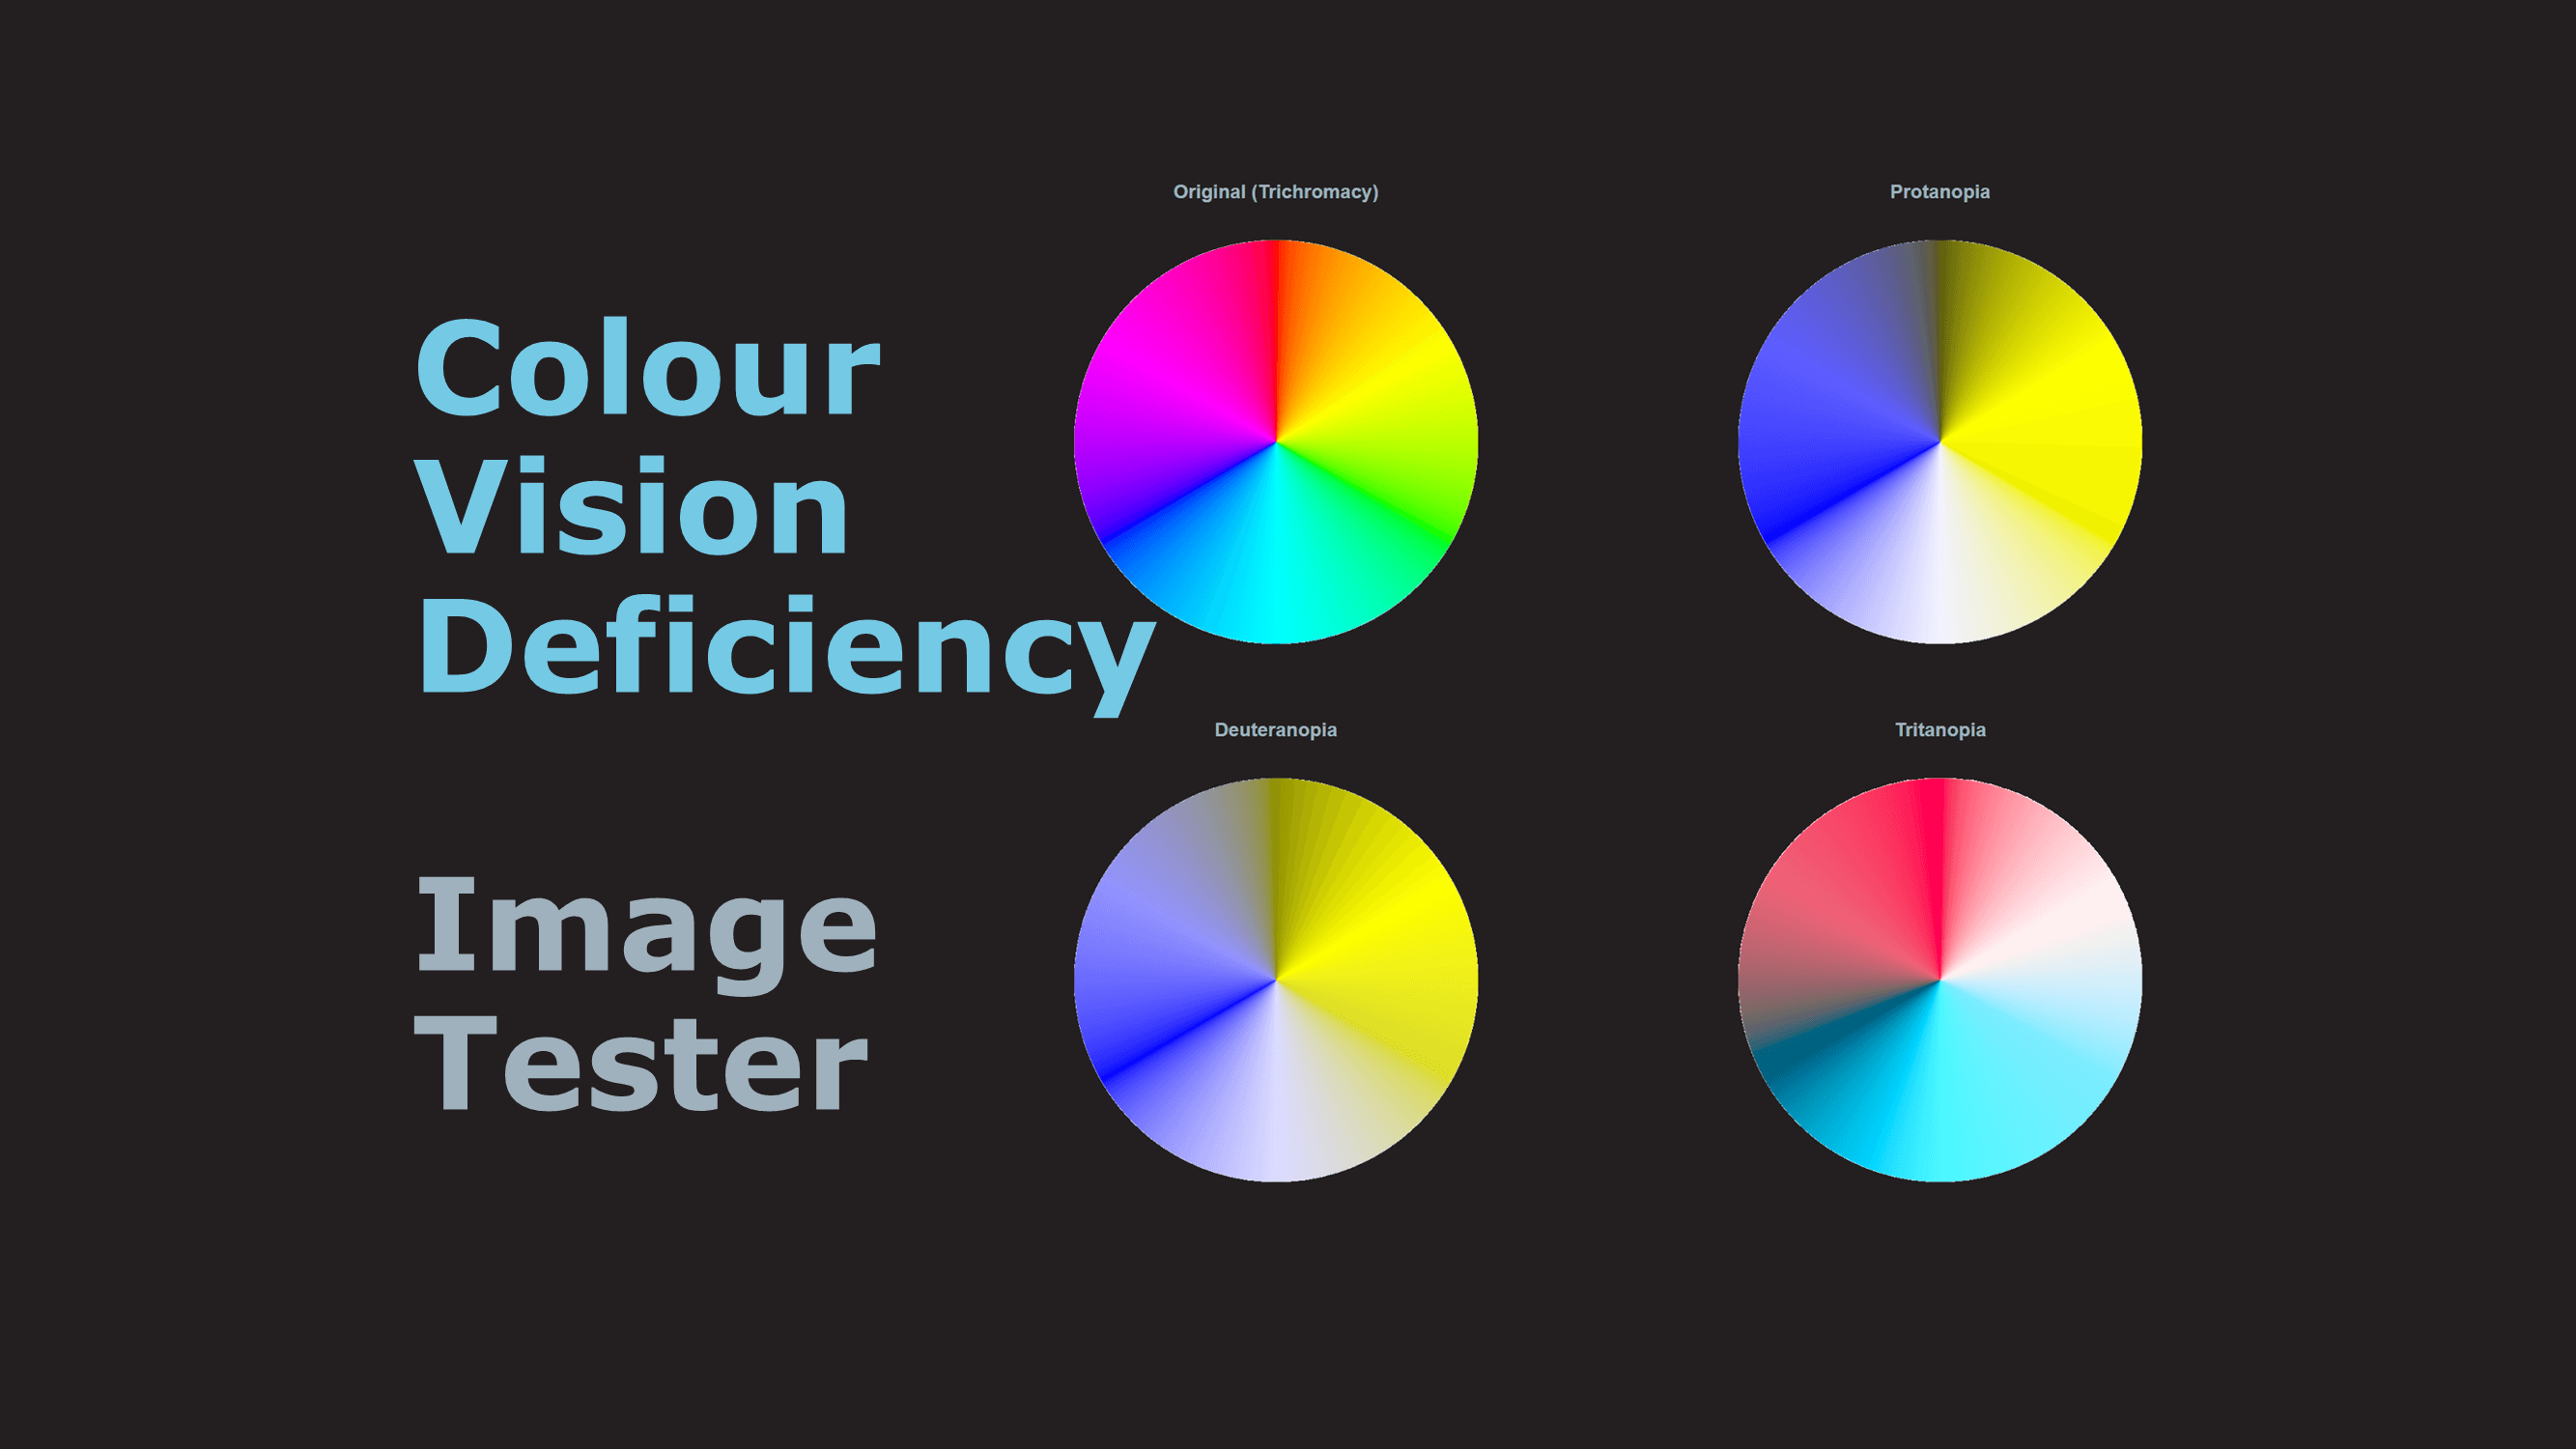 Colour
Vision
Deficiency
Image
Tester
Original (Trichromacy)
Protanopia
Deuteranopia
Tritanopia